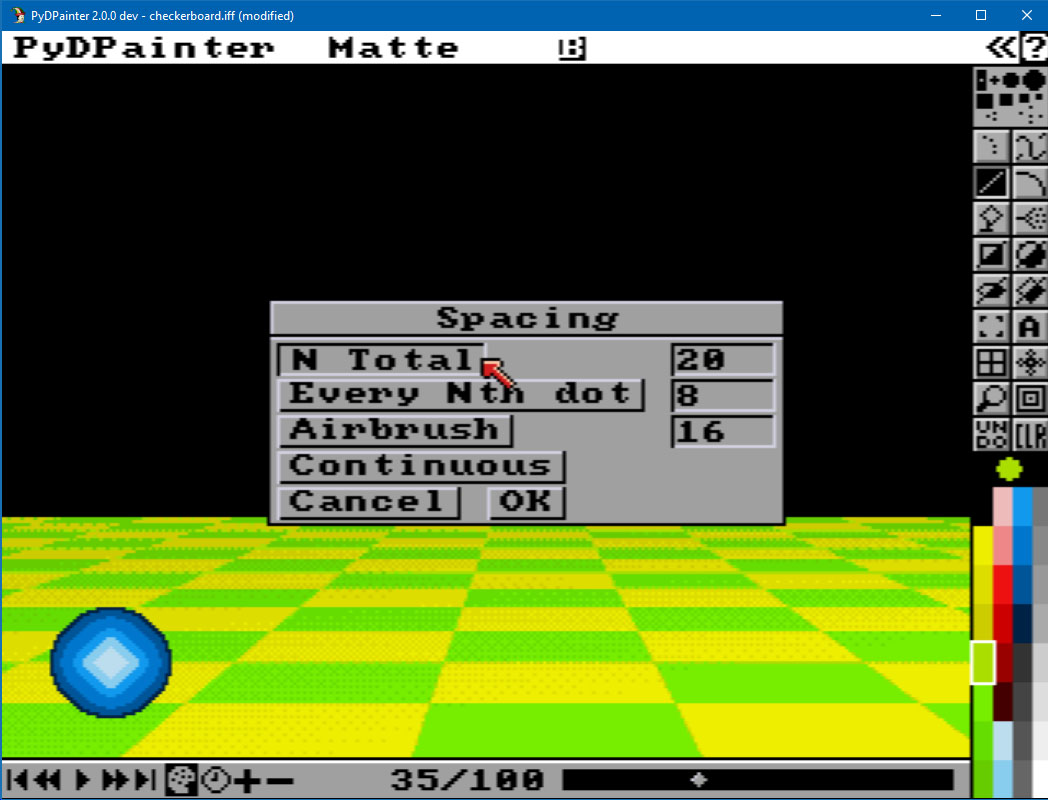 PyDPainter 2.0.0 dev - checkerboard.iff (modified)
PyDPainter Matte B « ?
Spacing
N Total 20
Every Nth dot 8
Airbrush 16
Continuous
Cancel OK
A
UN DO CLR
35/100